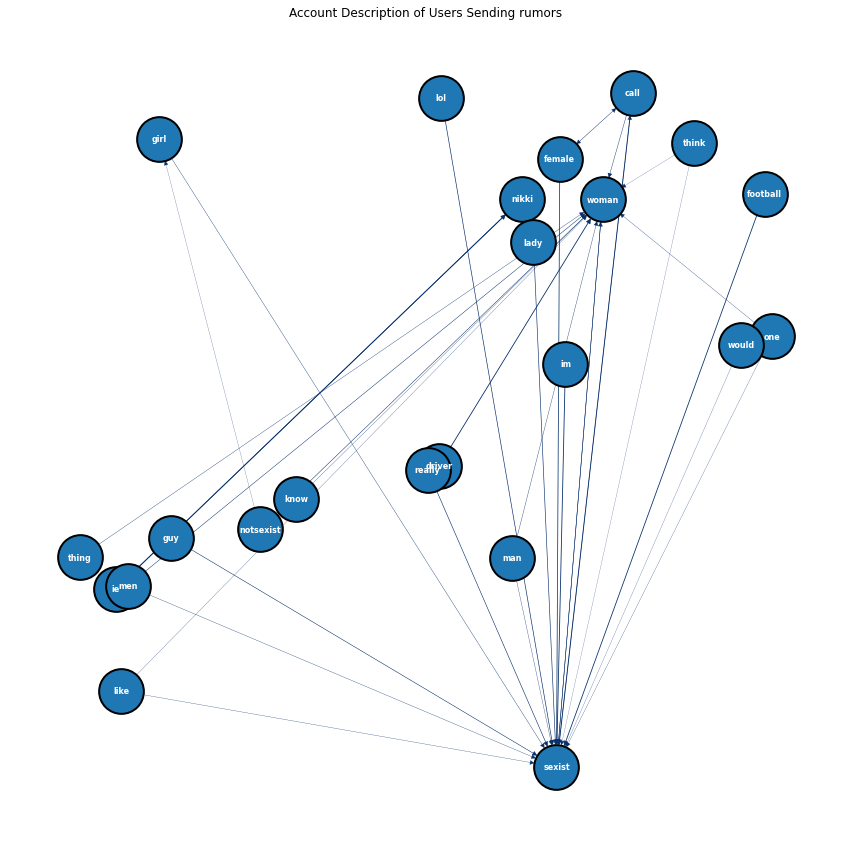 Account Description of Users Sending rumors
call
lol
girl
think
female
football
nikki
woman
lady
one
would
im
driver
really
know
notsexist
guy
thing
man
men
like
sexist